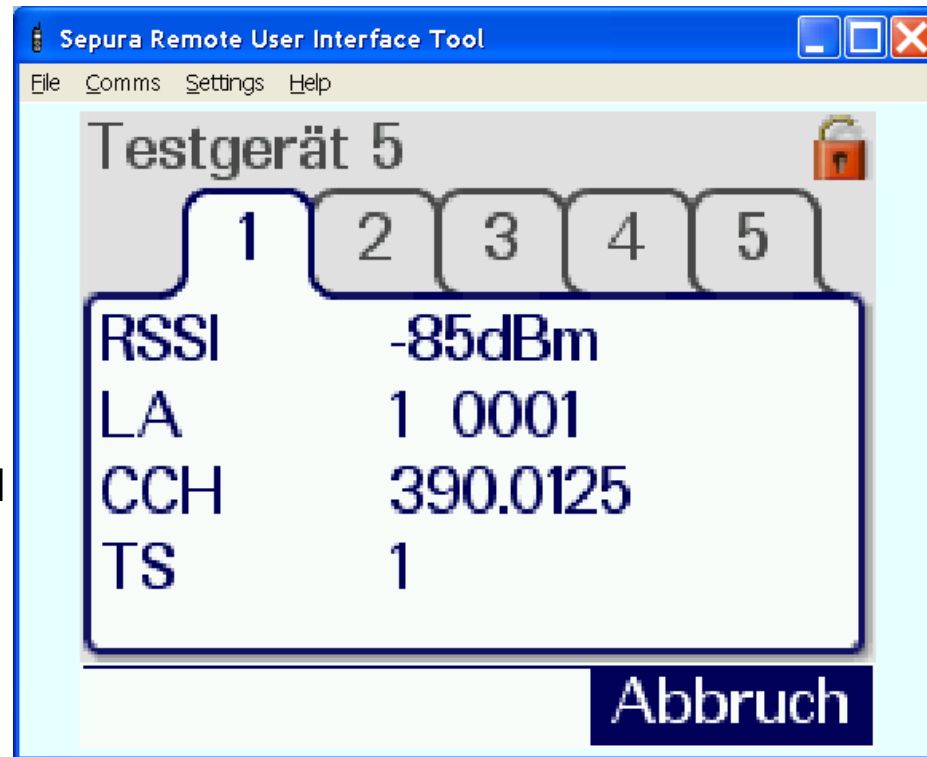 Sepura Remote User Interface Tool
File Comms Settings Help
Testgerät 5
1 2 3 4 5
RSSI -85dBm
LA 1 0001
CCH 390.0125
TS 1
Abbruch